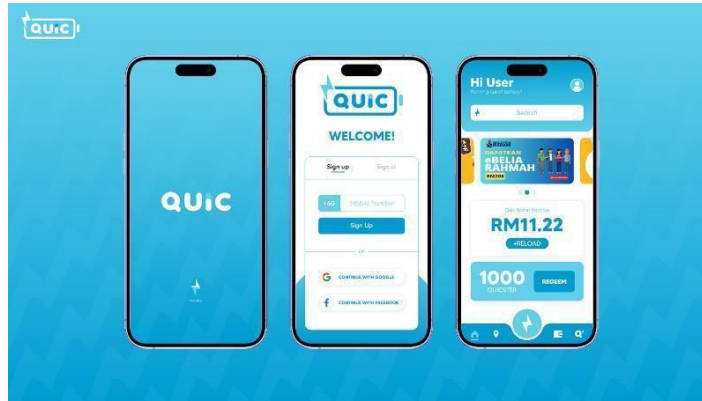 QUIC
QUIC
QUIC
WELCOME!
Sign up
Sign in
+60
Mobile Number
Sign Up
CONTINUE WITH GOOGLE
CONTINUE WITH FACEBOOK
Hi User
Search
DAPATKAN
eBELIA
RAHMAH
RM11.22
+RELOAD
1000
QUICSTER
REDEEM